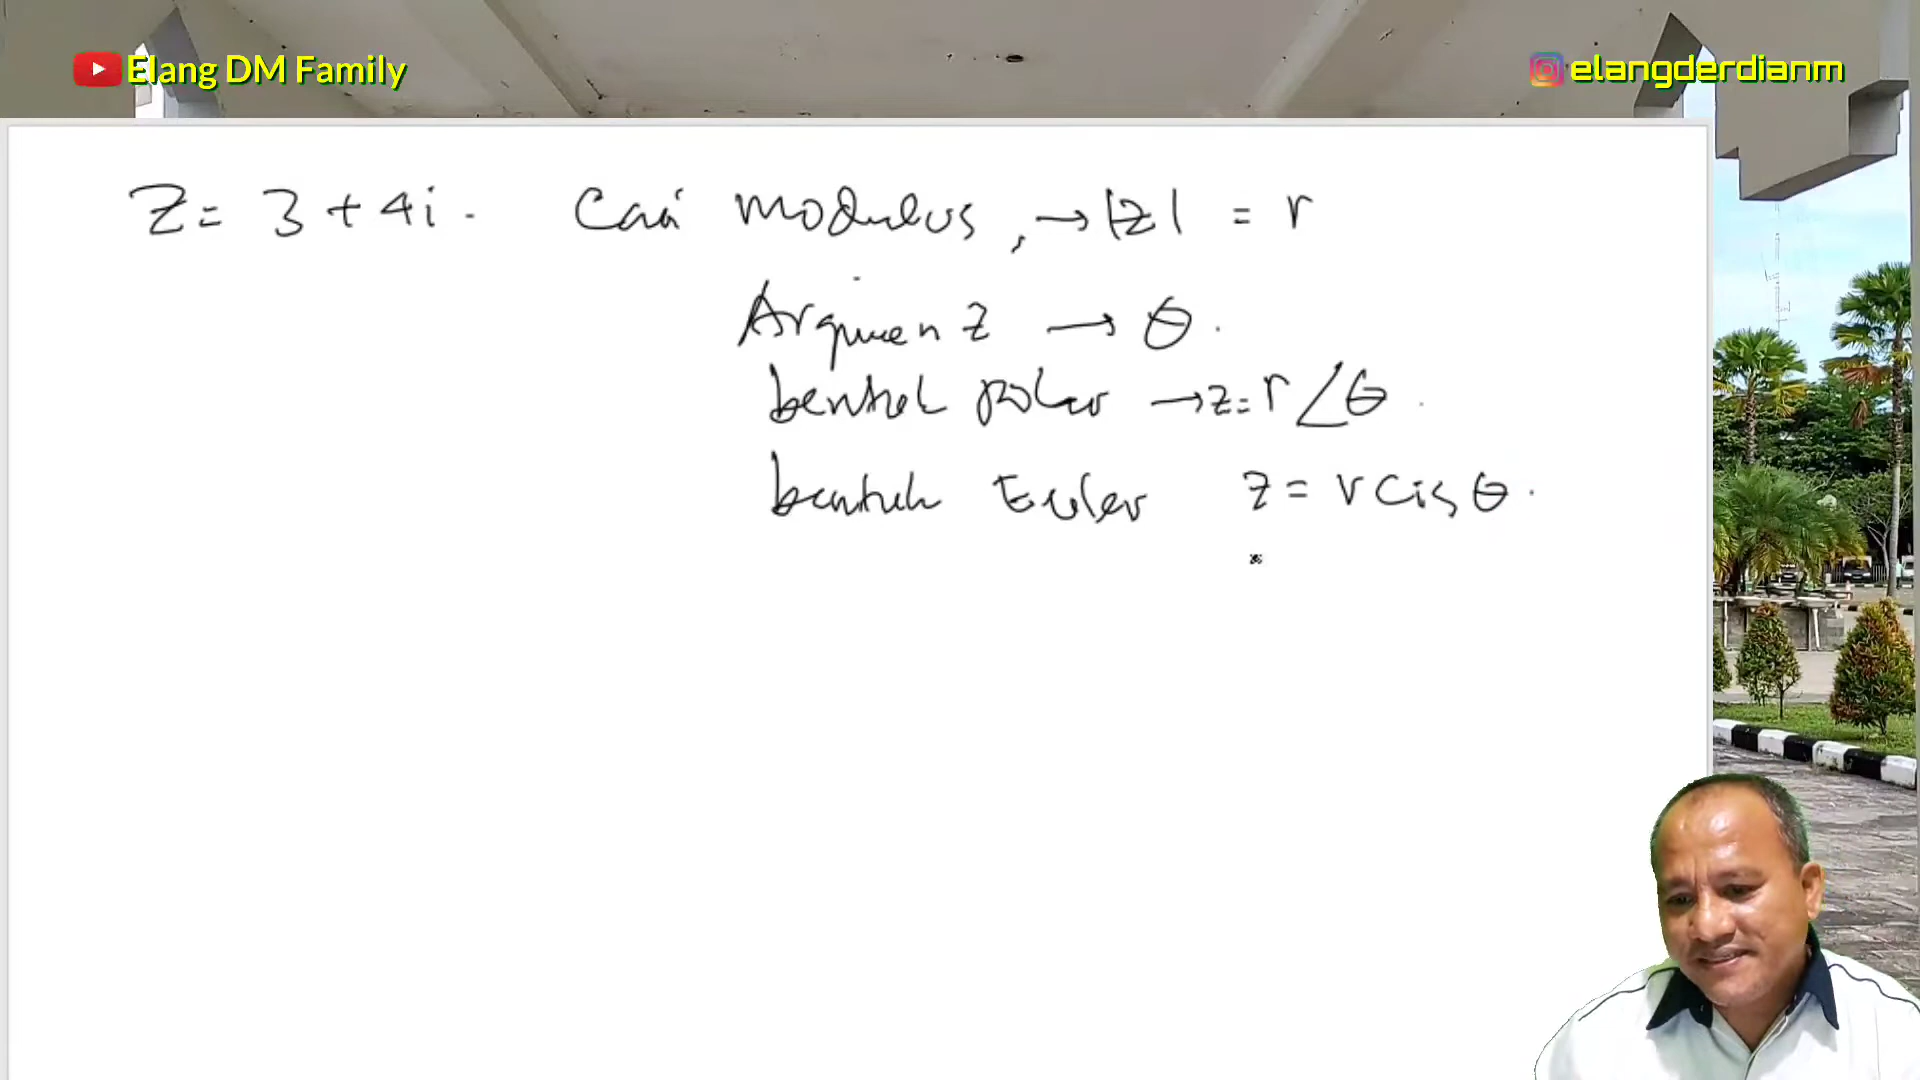 Elang DM Family
elangderdianm
Z = 3 + 4i . Cari modulus , → |z| = r
Argumen z → θ .
bentuk polar → z = r ∠θ .
bentuk Euler z = r cis θ .